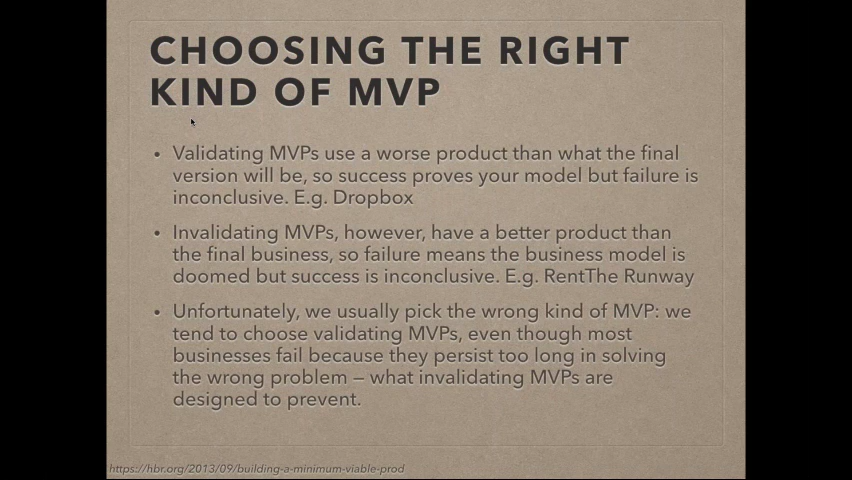 CHOOSING THE RIGHT
KIND OF MVP
• Validating MVPs use a worse product than what the final
version will be, so success proves your model but failure is
inconclusive. E.g. Dropbox
• Invalidating MVPs, however, have a better product than
the final business, so failure means the business model is
doomed but success is inconclusive. E.g. RentThe Runway
• Unfortunately, we usually pick the wrong kind of MVP: we
tend to choose validating MVPs, even though most
businesses fail because they persist too long in solving
the wrong problem — what invalidating MVPs are
designed to prevent.
https://hbr.org/2013/09/building-a-minimum-viable-prod